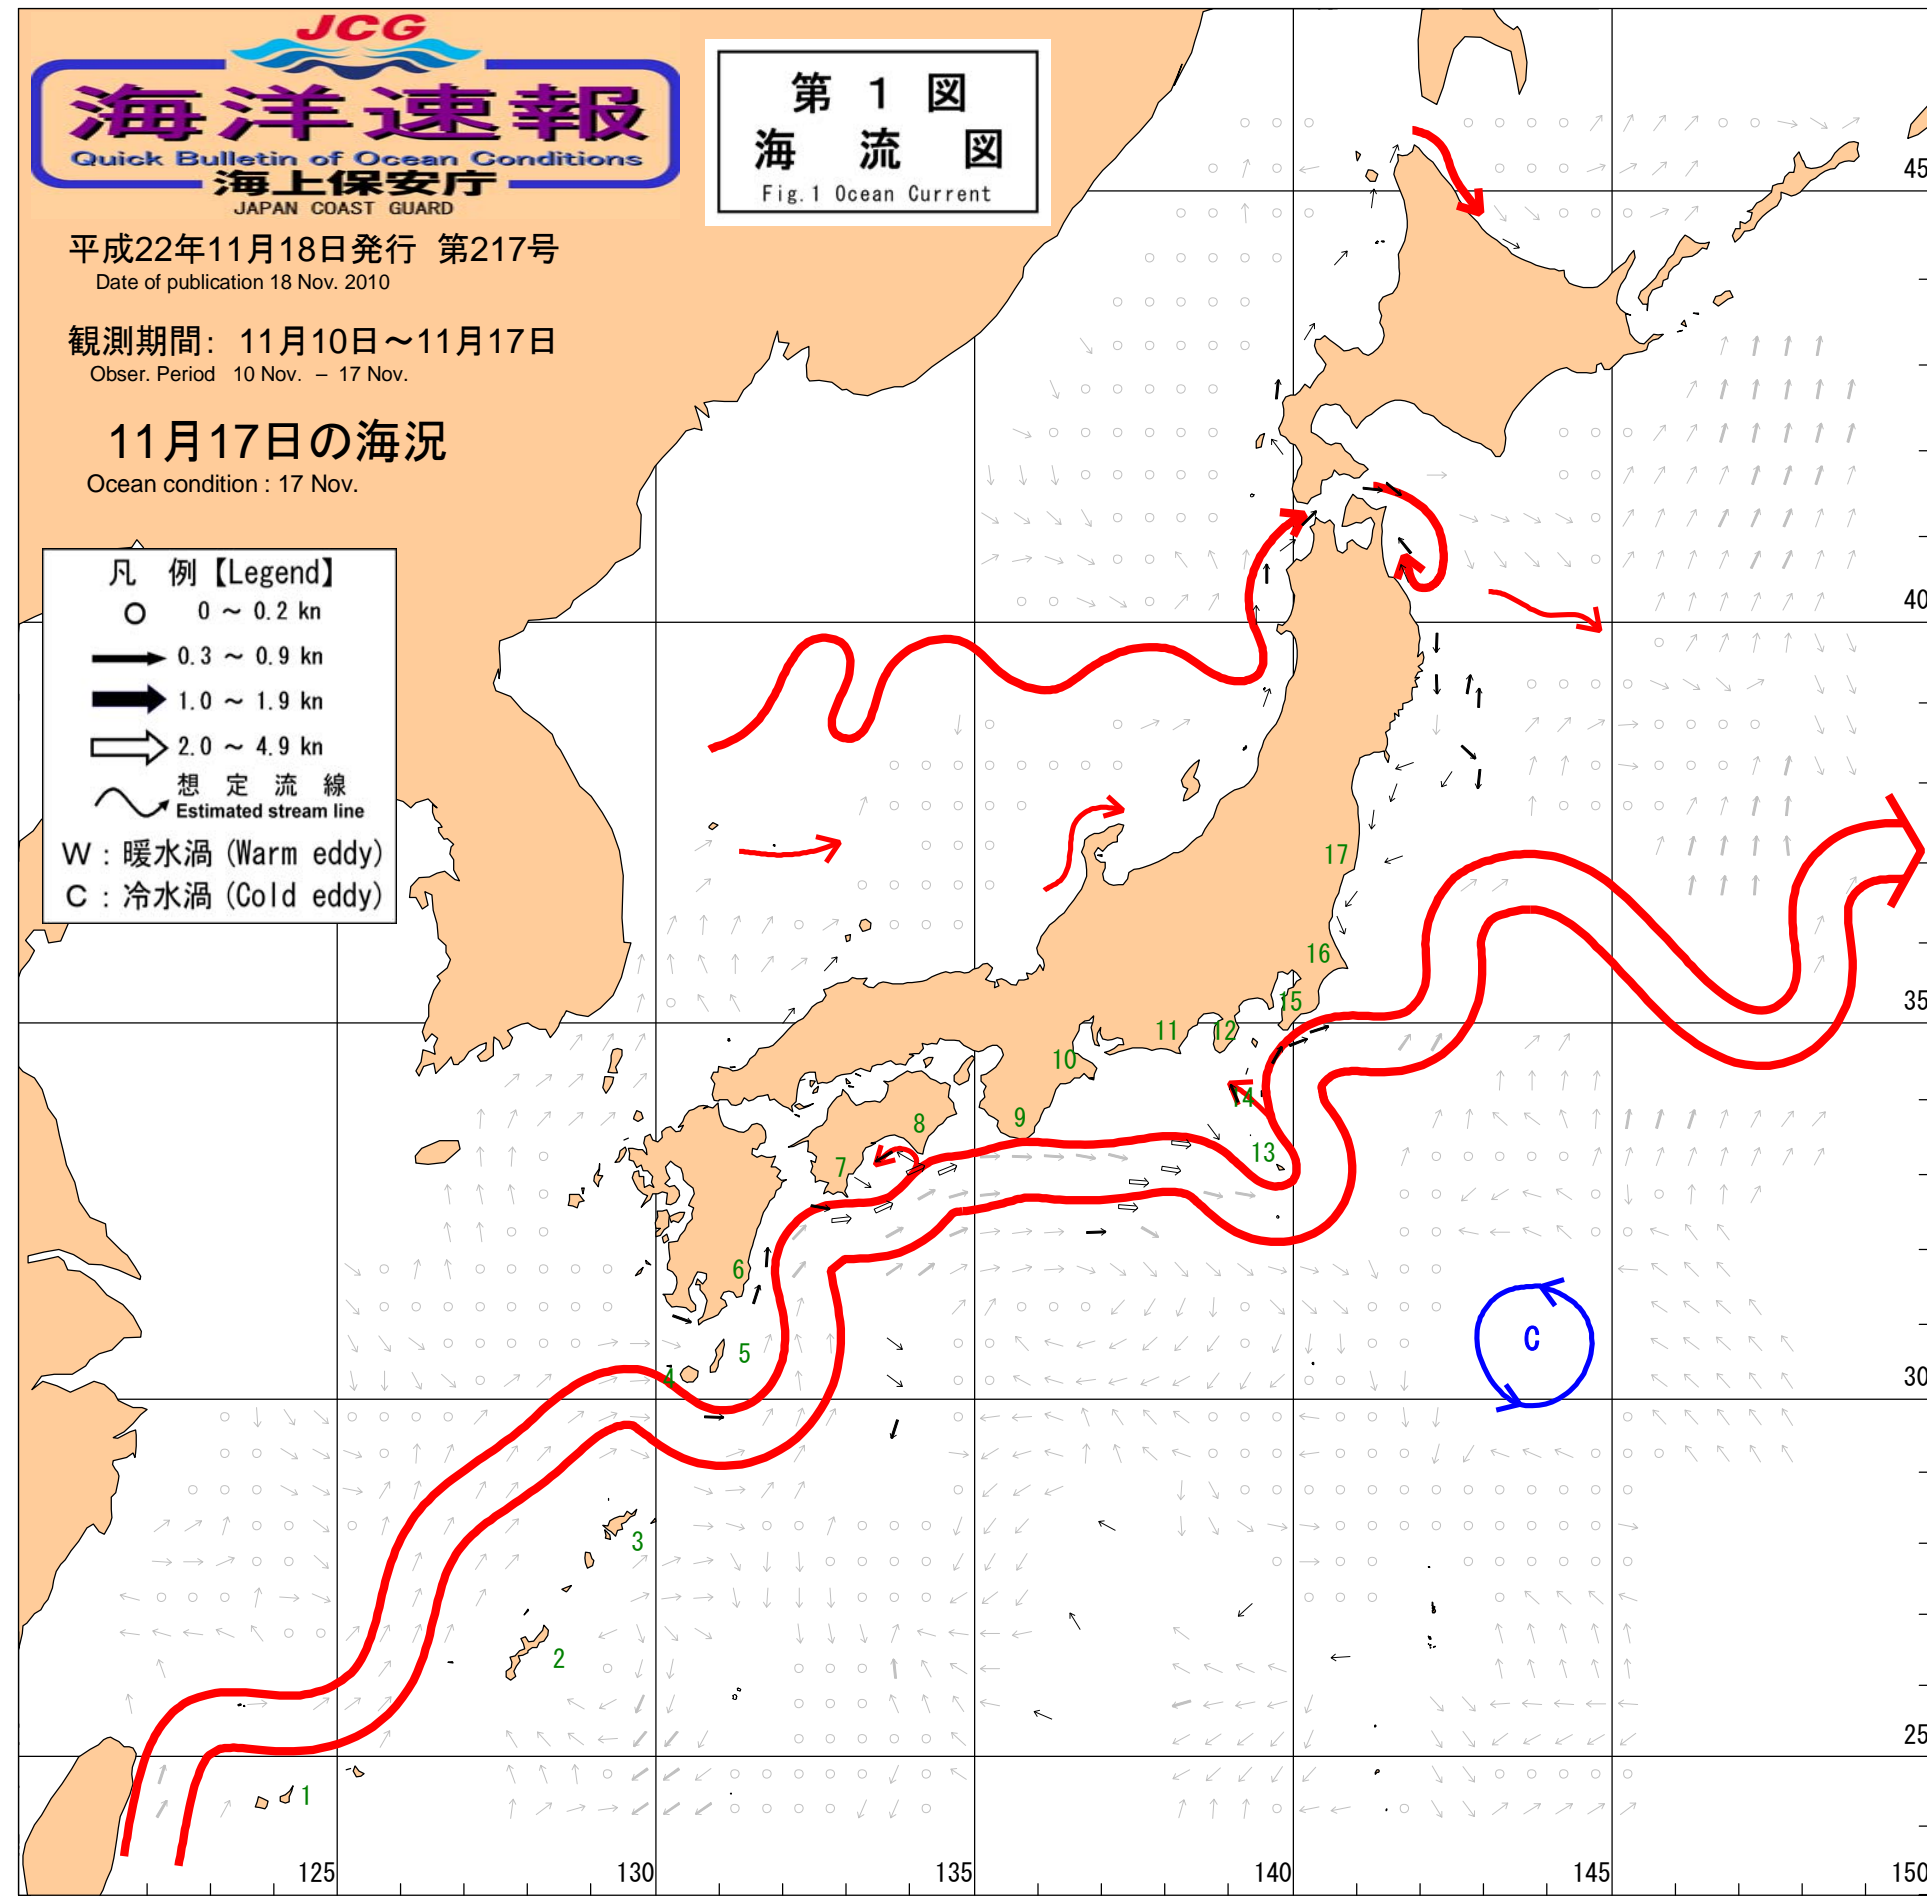 JCG
海洋速報
Quick Bulletin of Ocean Conditions
海上保安庁
JAPAN COAST GUARD
第 1 図
海 流 図
Fig.1 Ocean Current
平成22年11月18日発行 第217号
Date of publication 18 Nov. 2010
観測期間: 11月10日～11月17日
Obser. Period 10 Nov. – 17 Nov.
11月17日の海況
Ocean condition : 17 Nov.
凡 例【Legend】
0 ～ 0.2 kn
0.3 ～ 0.9 kn
1.0 ～ 1.9 kn
2.0 ～ 4.9 kn
想 定 流 線
Estimated stream line
W : 暖水渦 (Warm eddy)
C : 冷水渦 (Cold eddy)
45
40
17
16
35
15
12
11
10
14
9
8
13
7
6
C
5
4
30
3
2
25
1
125
130
135
140
145
150